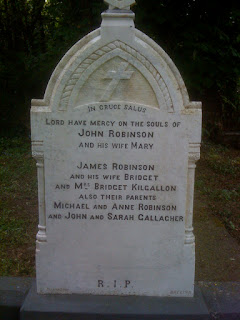 IN CRUCE SALUS
LORD HAVE MERCY ON THE SOULS OF
JOHN ROBINSON
AND HIS WIFE MARY
JAMES ROBINSON
AND HIS WIFE BRIDGET
AND MRS BRIDGET KILGALLON
ALSO THEIR PARENTS
MICHAEL AND ANNE ROBINSON
AND JOHN AND SARAH GALLAGHER
R.I.P.